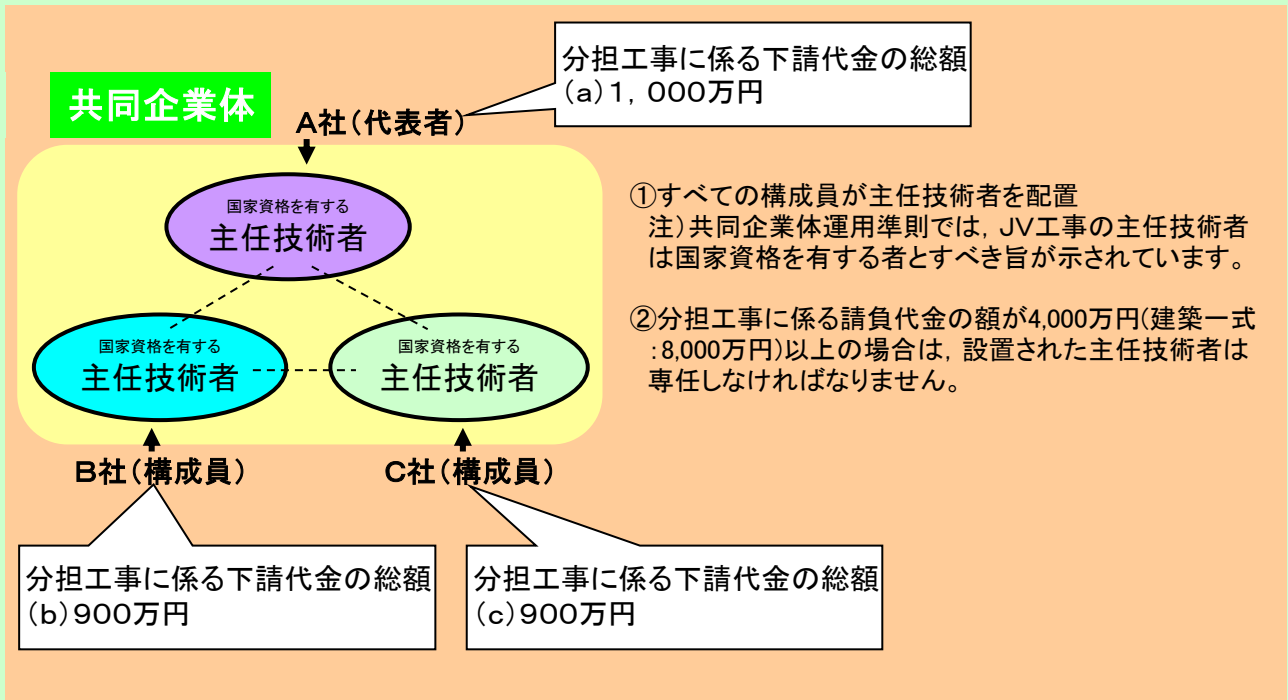 分担工事に係る下請代金の総額
(a)1,000万円
共同企業体
A社(代表者)
国家資格を有する
主任技術者
国家資格を有する
主任技術者
国家資格を有する
主任技術者
B社(構成員)
C社(構成員)
分担工事に係る下請代金の総額
(b)900万円
分担工事に係る下請代金の総額
(c)900万円
①すべての構成員が主任技術者を配置
注)共同企業体運用準則では,JV工事の主任技術者
は国家資格を有する者とすべき旨が示されています。
②分担工事に係る請負代金の額が4,000万円(建築一式
:8,000万円)以上の場合は,設置された主任技術者は
専任しなければなりません。